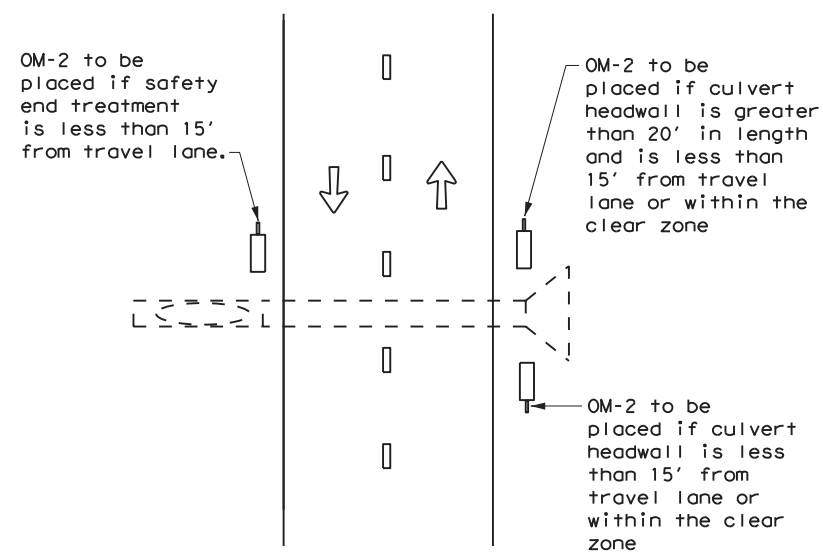 OM-2 to be
placed if safety
end treatment
is less than 15'
from travel lane.
OM-2 to be
placed if culvert
headwall is greater
than 20' in length
and is less than
15' from travel
lane or within the
clear zone
OM-2 to be
placed if culvert
headwall is less
than 15' from
travel lane or
within the clear
zone